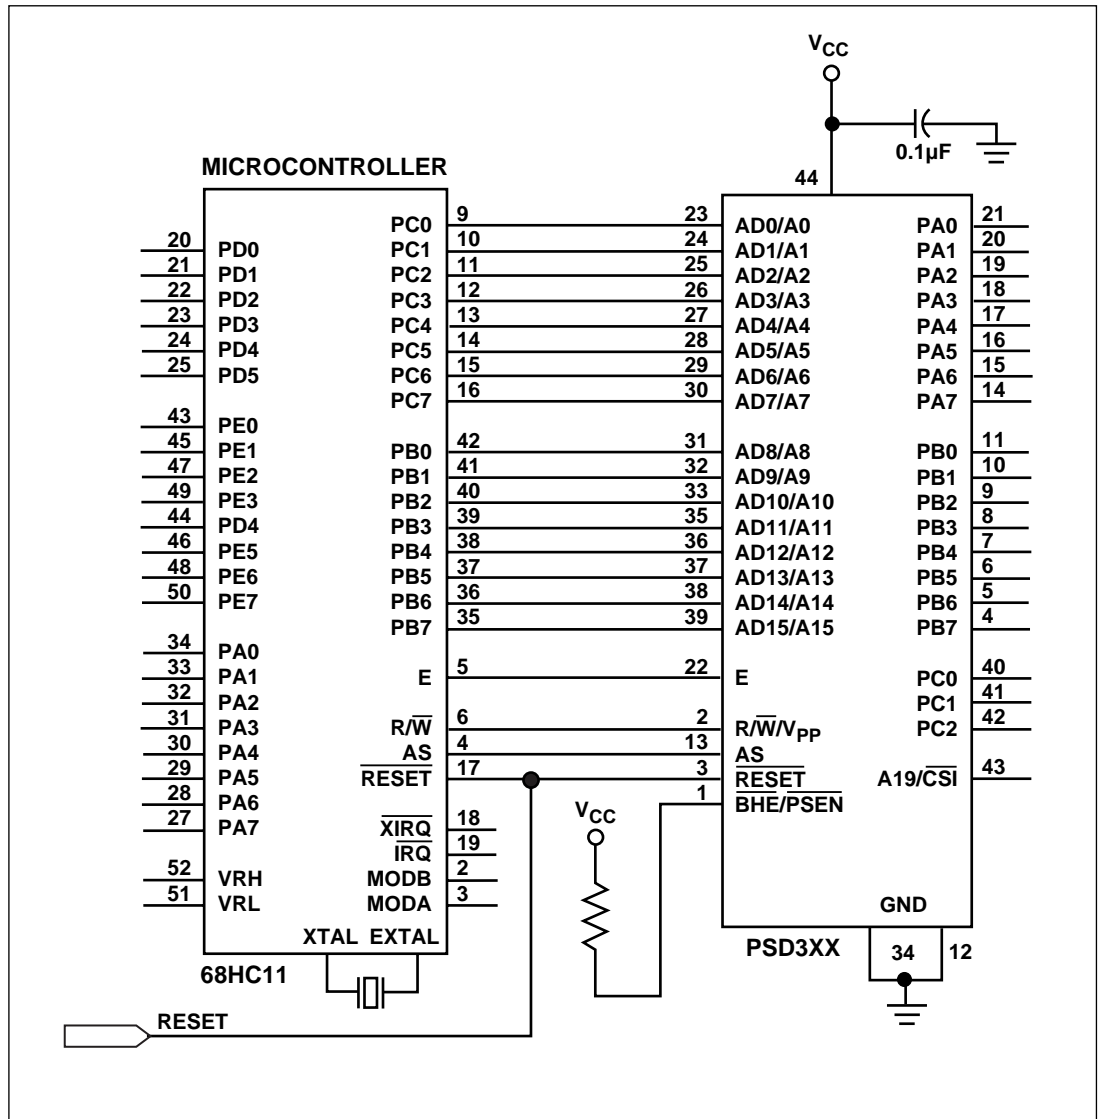 VCC
0.1µF
44
MICROCONTROLLER
PC0 9 23 AD0/A0 PA0 21
20 PD0 PC1 10 24 AD1/A1 PA1 20
21 PD1 PC2 11 25 AD2/A2 PA2 19
22 PD2 PC3 12 26 AD3/A3 PA3 18
23 PD3 PC4 13 27 AD4/A4 PA4 17
24 PD4 PC5 14 28 AD5/A5 PA5 16
25 PD5 PC6 15 29 AD6/A6 PA6 15
PC7 16 30 AD7/A7 PA7 14
43 PE0
45 PE1 PB0 42 31 AD8/A8 PB0 11
47 PE2 PB1 41 32 AD9/A9 PB1 10
49 PE3 PB2 40 33 AD10/A10 PB2 9
44 PD4 PB3 39 35 AD11/A11 PB3 8
46 PE5 PB4 38 36 AD12/A12 PB4 7
48 PE6 PB5 37 37 AD13/A13 PB5 6
50 PE7 PB6 36 38 AD14/A14 PB6 5
PB7 35 39 AD15/A15 PB7 4
34 PA0
33 PA1 E 5 22 E PC0 40
32 PA2 PC1 41
31 PA3 R/W̅ 6 2 R/W̅/VPP PC2 42
30 PA4 AS 4 13 AS
29 PA5 R̅E̅S̅E̅T̅ 17 3 R̅E̅S̅E̅T̅ A19/C̅S̅I̅ 43
28 PA6 1 B̅H̅E̅/P̅S̅E̅N̅
27 PA7 X̅I̅R̅Q̅ 18 VCC
I̅R̅Q̅ 19
52 VRH MODB 2
51 VRL MODA 3 GND
XTAL EXTAL
68HC11 PSD3XX 34 12
RESET